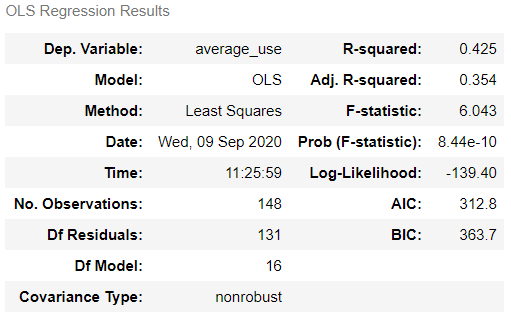 OLS Regression Results
Dep. Variable: average_use R-squared: 0.425
Model: OLS Adj. R-squared: 0.354
Method: Least Squares F-statistic: 6.043
Date: Wed, 09 Sep 2020 Prob (F-statistic): 8.44e-10
Time: 11:25:59 Log-Likelihood: -139.40
No. Observations: 148 AIC: 312.8
Df Residuals: 131 BIC: 363.7
Df Model: 16
Covariance Type: nonrobust